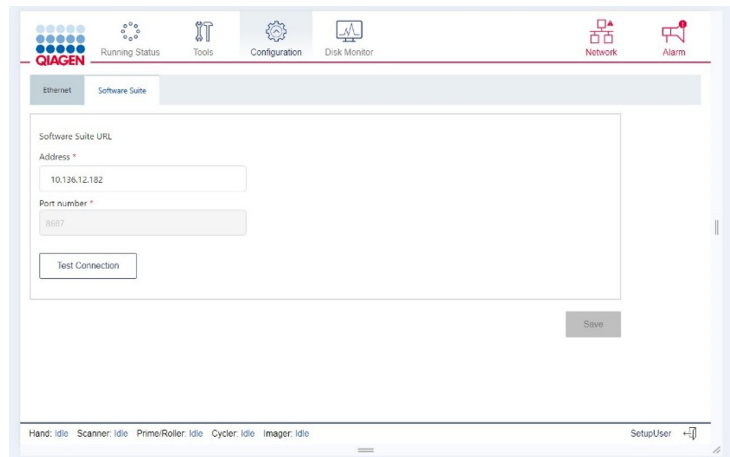 QIAGEN
Running Status
Tools
Configuration
Disk Monitor
Network
Alarm
Ethernet
Software Suite
Software Suite URL
Address *
10.136.12.182
Port number *
8687
Test Connection
Save
Hand: Idle Scanner: Idle Prime/Roller: Idle Cycler: Idle Imager: Idle
SetupUser